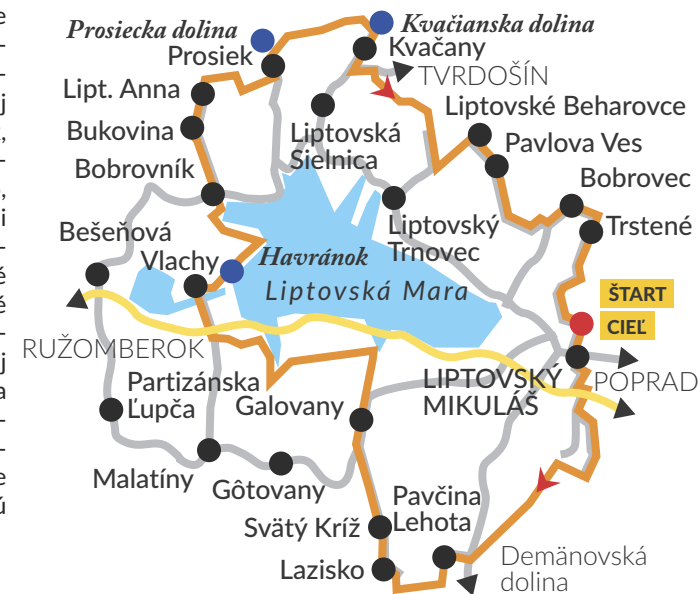 Prosiecka dolina
Kvačianska dolina
Prosiek
Kvačany
TVRDOŠÍN
Lipt. Anna
Liptovské Beharovce
Bukovina
Liptovská
Sielnica
Pavlova Ves
Bobrovník
Bobrovec
Liptovský
Trnovec
Trstené
Bešeňová
Vlachy
Havránok
Liptovská Mara
ŠTART
CIEĽ
RUŽOMBEROK
LIPTOVSKÝ
MIKULÁŠ
POPRAD
Partizánska
Ľupča
Galovany
Malatíny
Gôtovany
Pavčina
Lehota
Svätý Kríž
Lazisko
Demänovská
dolina